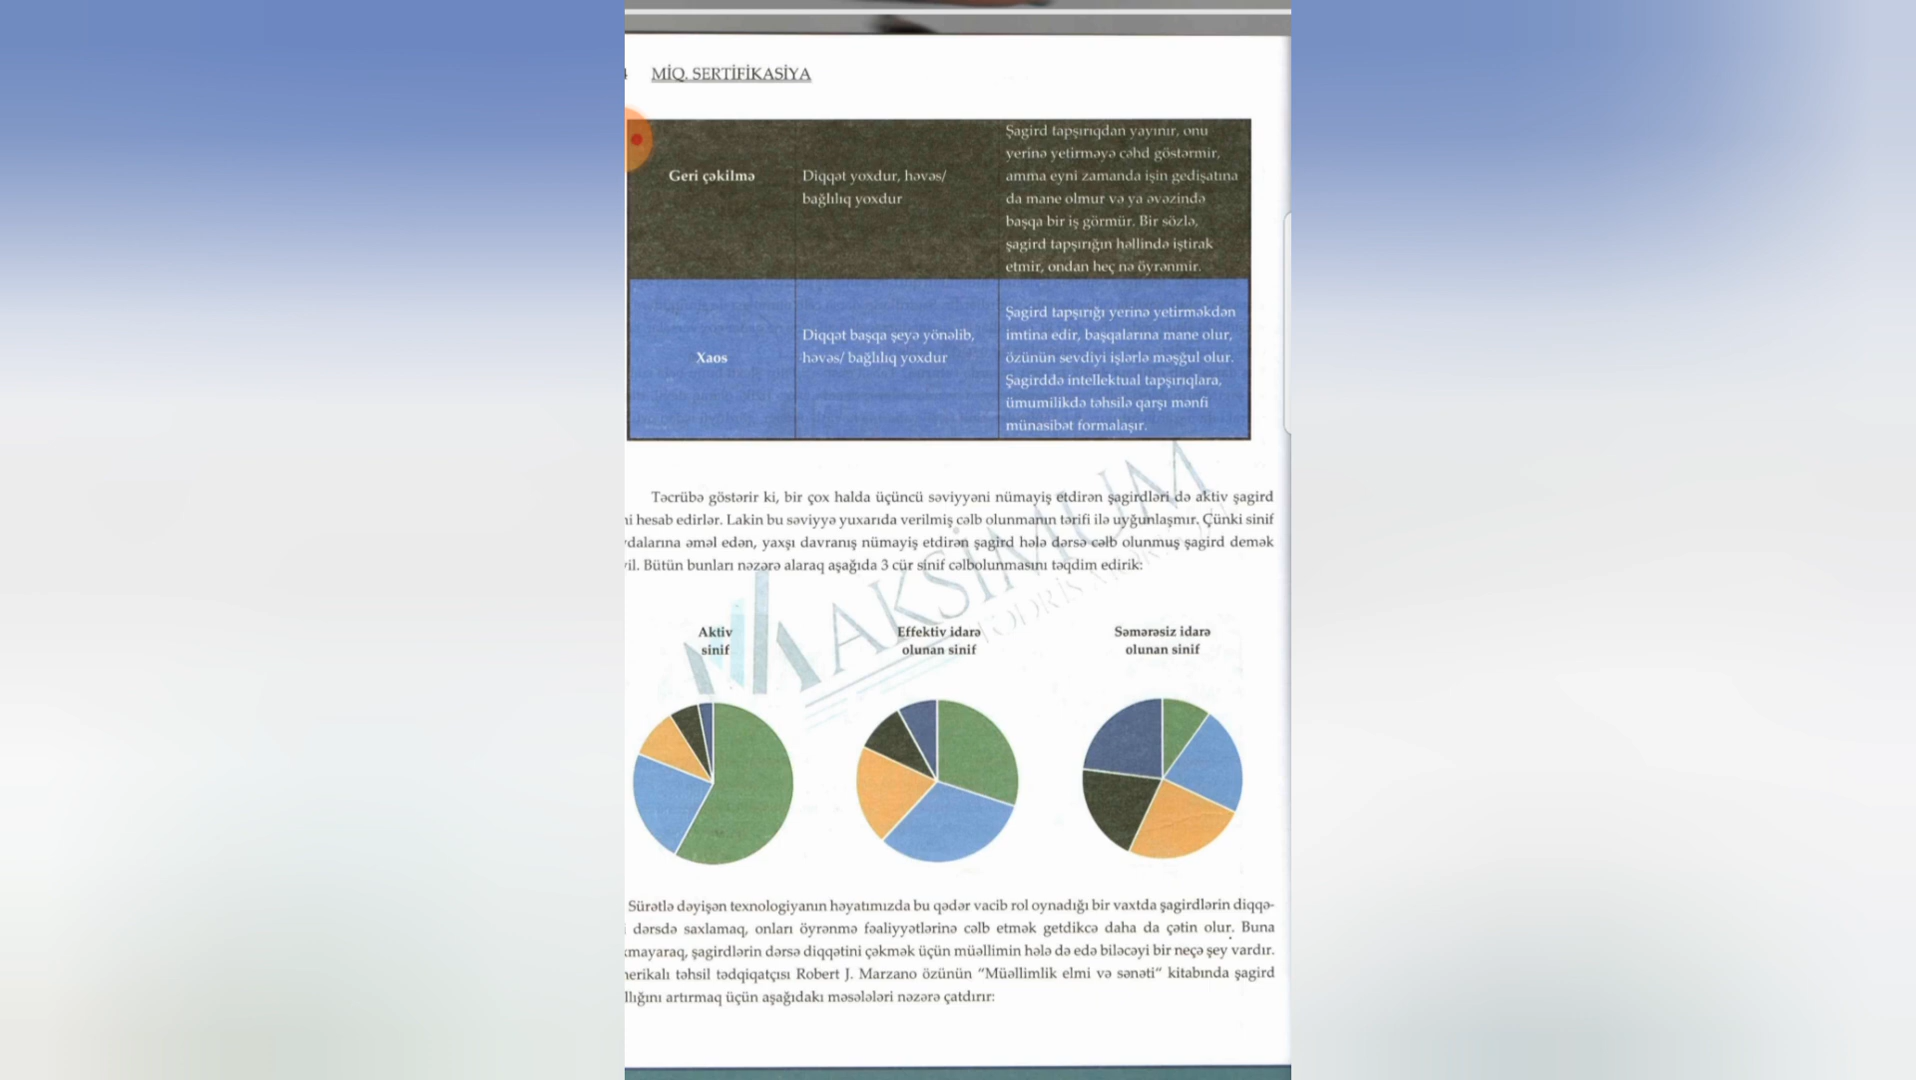 MİQ. SERTİFİKASİYA
Geri çəkilmə
Diqqət yoxdur, həvəs/
bağlılıq yoxdur
Şagird tapşırıqdan yayınır, onu
yerinə yetirməyə cəhd göstərmir,
amma eyni zamanda işin gedişatına
da mane olmur və ya əvəzində
başqa bir iş görmür. Bir sözlə,
şagird tapşırığın həllində iştirak
etmir, ondan heç nə öyrənmir.
Xaos
Diqqət başqa şeyə yönəlib,
həvəs/ bağlılıq yoxdur
Şagird tapşırığı yerinə yetirməkdən
imtina edir, başqalarına mane olur,
özünün sevdiyi işlərlə məşğul olur.
Şagirddə intellektual tapşırıqlara,
ümumilikdə təhsilə qarşı mənfi
münasibət formalaşır.
Təcrübə göstərir ki, bir çox halda üçüncü səviyyəni nümayiş etdirən şagirdləri də aktiv şagird
hesab edirlər. Lakin bu səviyyə yuxarıda verilmiş cəlb olunmanın tərifi ilə uyğunlaşmır. Çünki sinif
dalarına əməl edən, yaxşı davranış nümayiş etdirən şagird hələ dərsə cəlb olunmuş şagird demək
il. Bütün bunları nəzərə alaraq aşağıda 3 cür sinif cəlbolunmasını təqdim edirik:
MAKSİMUM
Aktiv
sinif
Effektiv idarə
olunan sinif
Səmərəsiz idarə
olunan sinif
Sürətlə dəyişən texnologiyanın həyatımızda bu qədər vacib rol oynadığı bir vaxtda şagirdlərin diqqə-
dərsdə saxlamaq, onları öyrənmə fəaliyyətlərinə cəlb etmək getdikcə daha da çətin olur. Buna
mayaraq, şagirdlərin dərsə diqqətini çəkmək üçün müəllimin hələ də edə biləcəyi bir neçə şey vardır.
erikalı təhsil tədqiqatçısı Robert J. Marzano özünün "Müəllimlik elmi və sənəti" kitabında şagird
llığını artırmaq üçün aşağıdakı məsələləri nəzərə çatdırır: